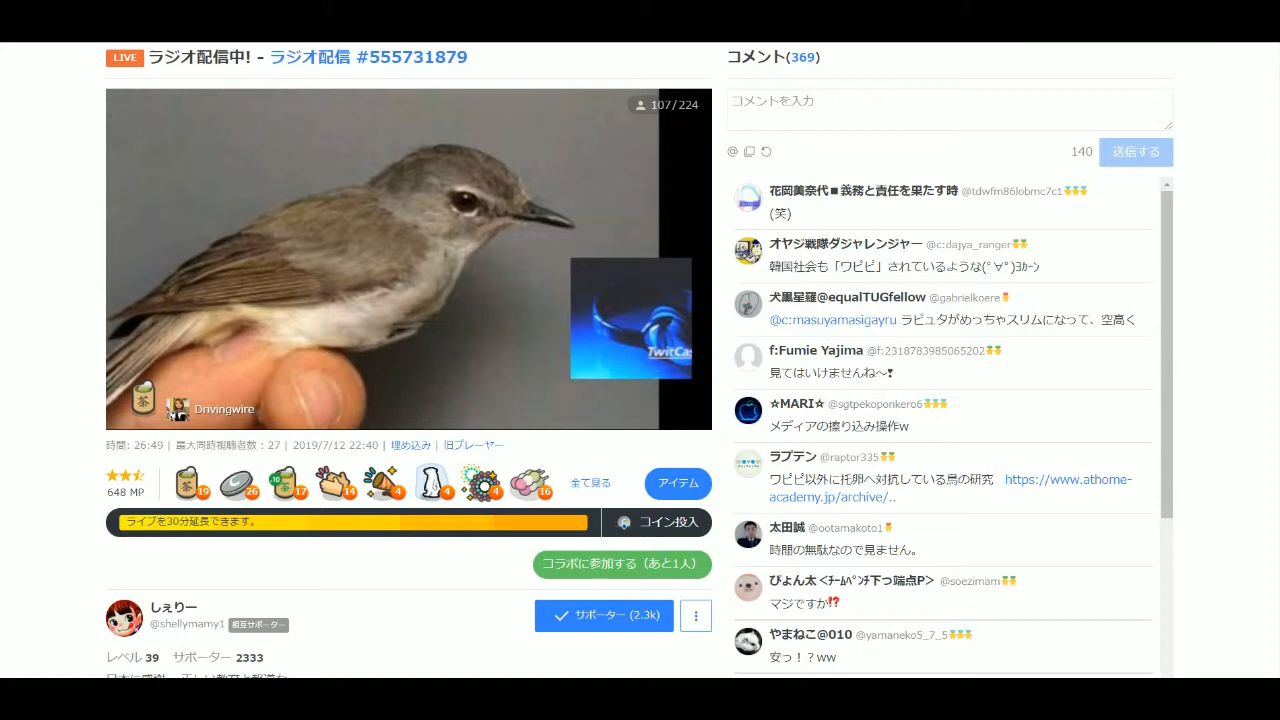 LIVE ラジオ配信中! - ラジオ配信 #555731879
107/224
TwitCas
茶
Drivingwire
時間: 26:49 | 最大同時視聴者数 : 27 | 2019/7/12 22:40 | 埋め込み | 旧プレーヤー
648 MP
19
26
+10
17
14
4
4
4
16
全て見る
アイテム
ライブを30分延長できます。
コイン投入
コラボに参加する（あと1人）
しぇりー
@shellymamy1 相互サポーター
サポーター (2.3k)
レベル 39 サポーター 2333
コメント(369)
コメントを入力
140
送信する
花岡美奈代■義務と責任を果たす時 @tdwfm86lobmc7c1
(笑)
オヤジ戦隊ダジャレンジャー @c:dajya_ranger
韓国社会も「ワピピ」されているような(ﾟ∀ﾟ)ﾖｶｰﾝ
犬黒星羅@equalTUGfellow @gabrielkoere
@c:masuyamasigayru ラピュタがめっちゃスリムになって、空高く
f:Fumie Yajima @f:2318783985065202
見てはいけませんね〜❣
☆MARI☆ @sgtpekoponkero6
メディアの擦り込み操作w
ラプテン @raptor335
ワピピ以外に托卵へ対抗している鳥の研究 https://www.athome-
academy.jp/archive/..
太田誠 @ootamakoto1
時間の無駄なので見ません。
ぴょん太<ﾁｰﾑﾍﾟﾝﾁ下っ端点P> @soezimam
マジですか⁉
やまねこ@010 @yamaneko5_7_5
安っ！？ww